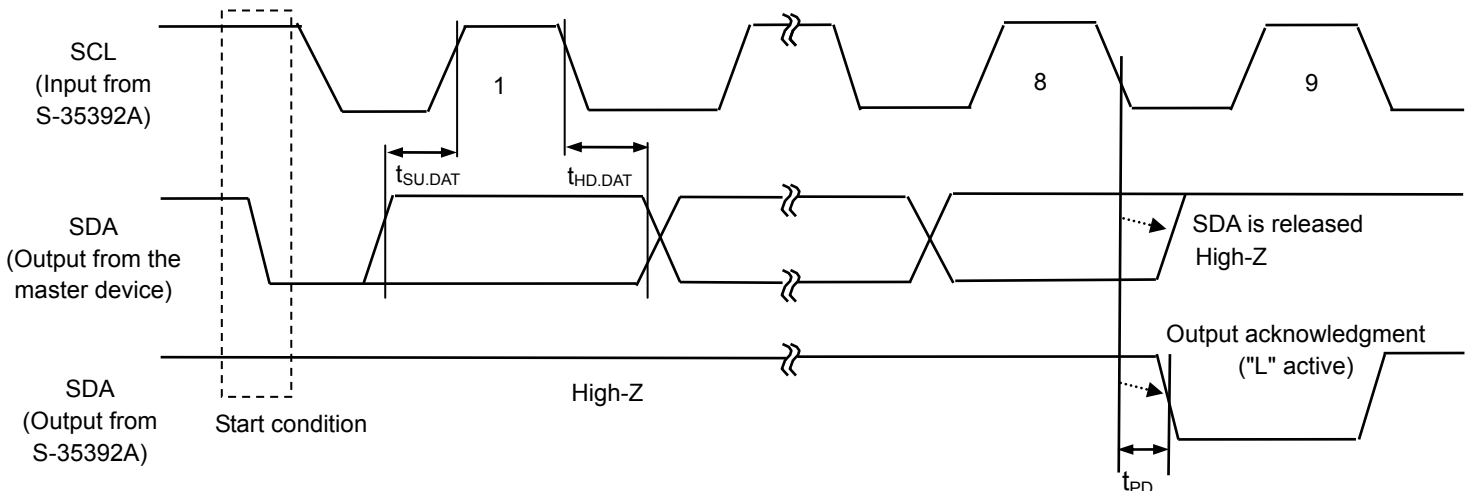 SCL
(Input from
S-35392A)
1
8
9
tSU.DAT
tHD.DAT
SDA
(Output from the
master device)
SDA is released
High-Z
Output acknowledgment
("L" active)
SDA
(Output from
S-35392A)
Start condition
High-Z
tPD